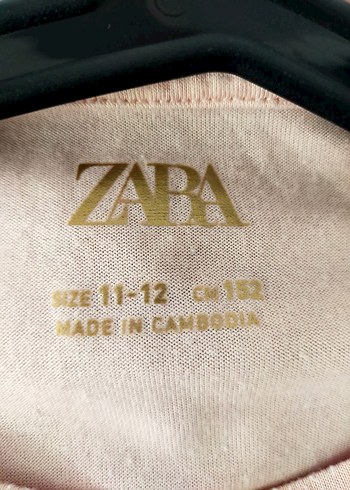 ZARA
SIZE 11-12 CM 152
MADE IN CAMBODIA